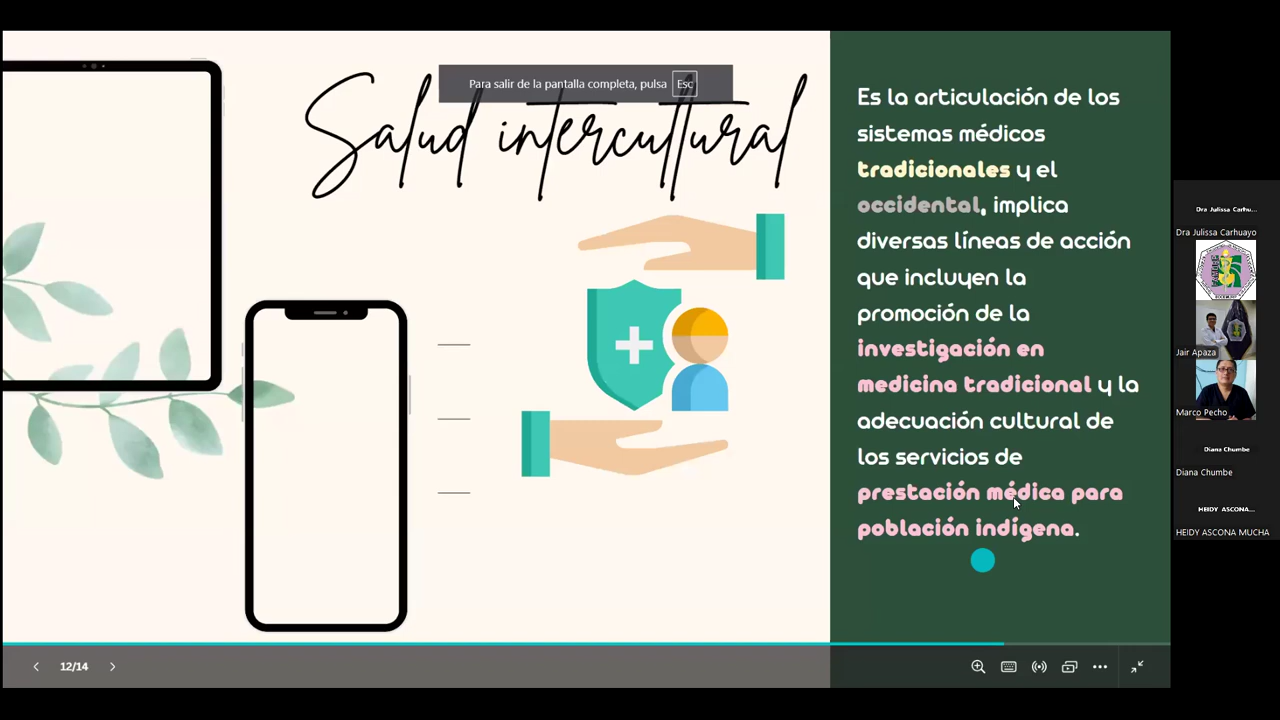 Para salir de la pantalla completa, pulsa Esc
Salud intercultural
Es la articulación de los
sistemas médicos
tradicionales y el
occidental, implica
diversas líneas de acción
que incluyen la
promoción de la
investigación en
medicina tradicional y la
adecuación cultural de
los servicios de
prestación médica para
población indígena.
12/14
Dra Julissa Carhu...
Dra Julissa Carhuayo
Jair Apaza
Marco Pecho
Diana Chumbe
Diana Chumbe
HEIDY ASCONA...
HEIDY ASCONA MUCHA